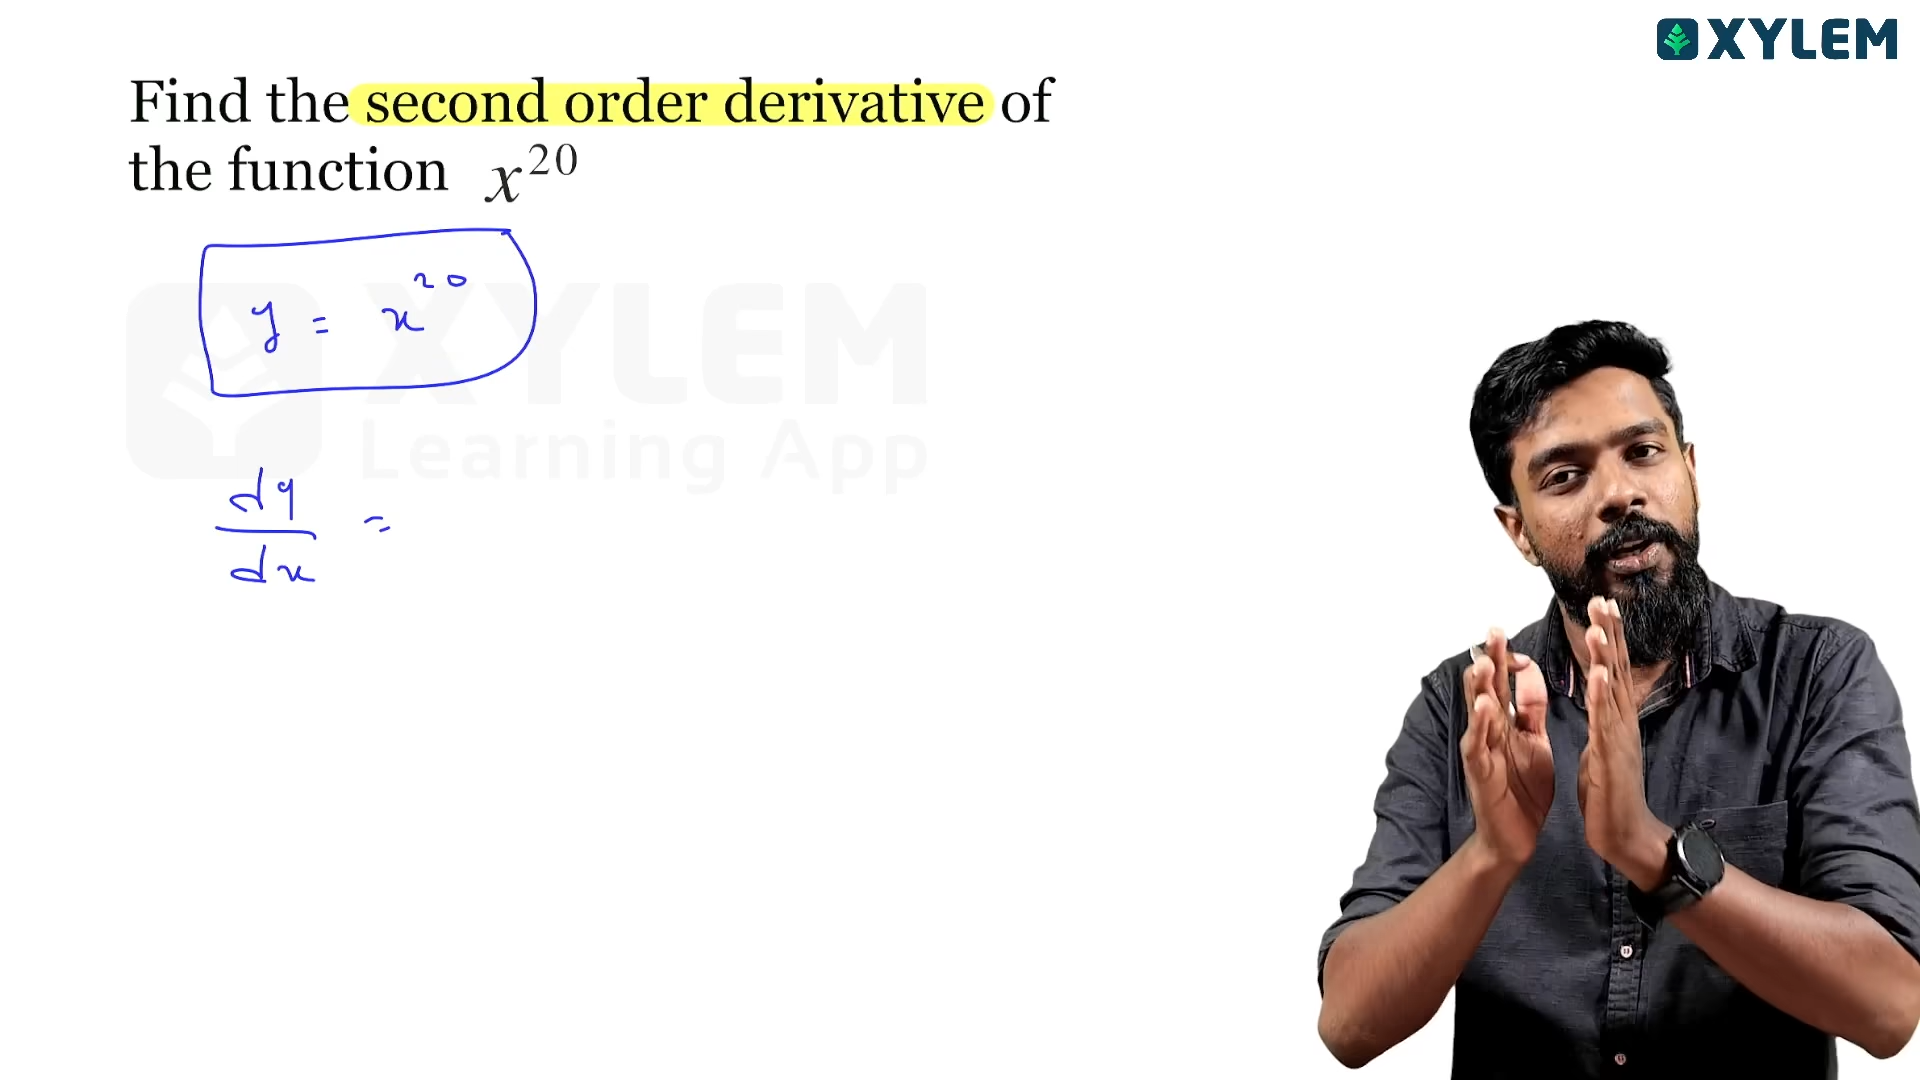 XYLEM
Find the second order derivative of
the function x^20
y = x^20
XYLEM
Learning App
dy/dx =